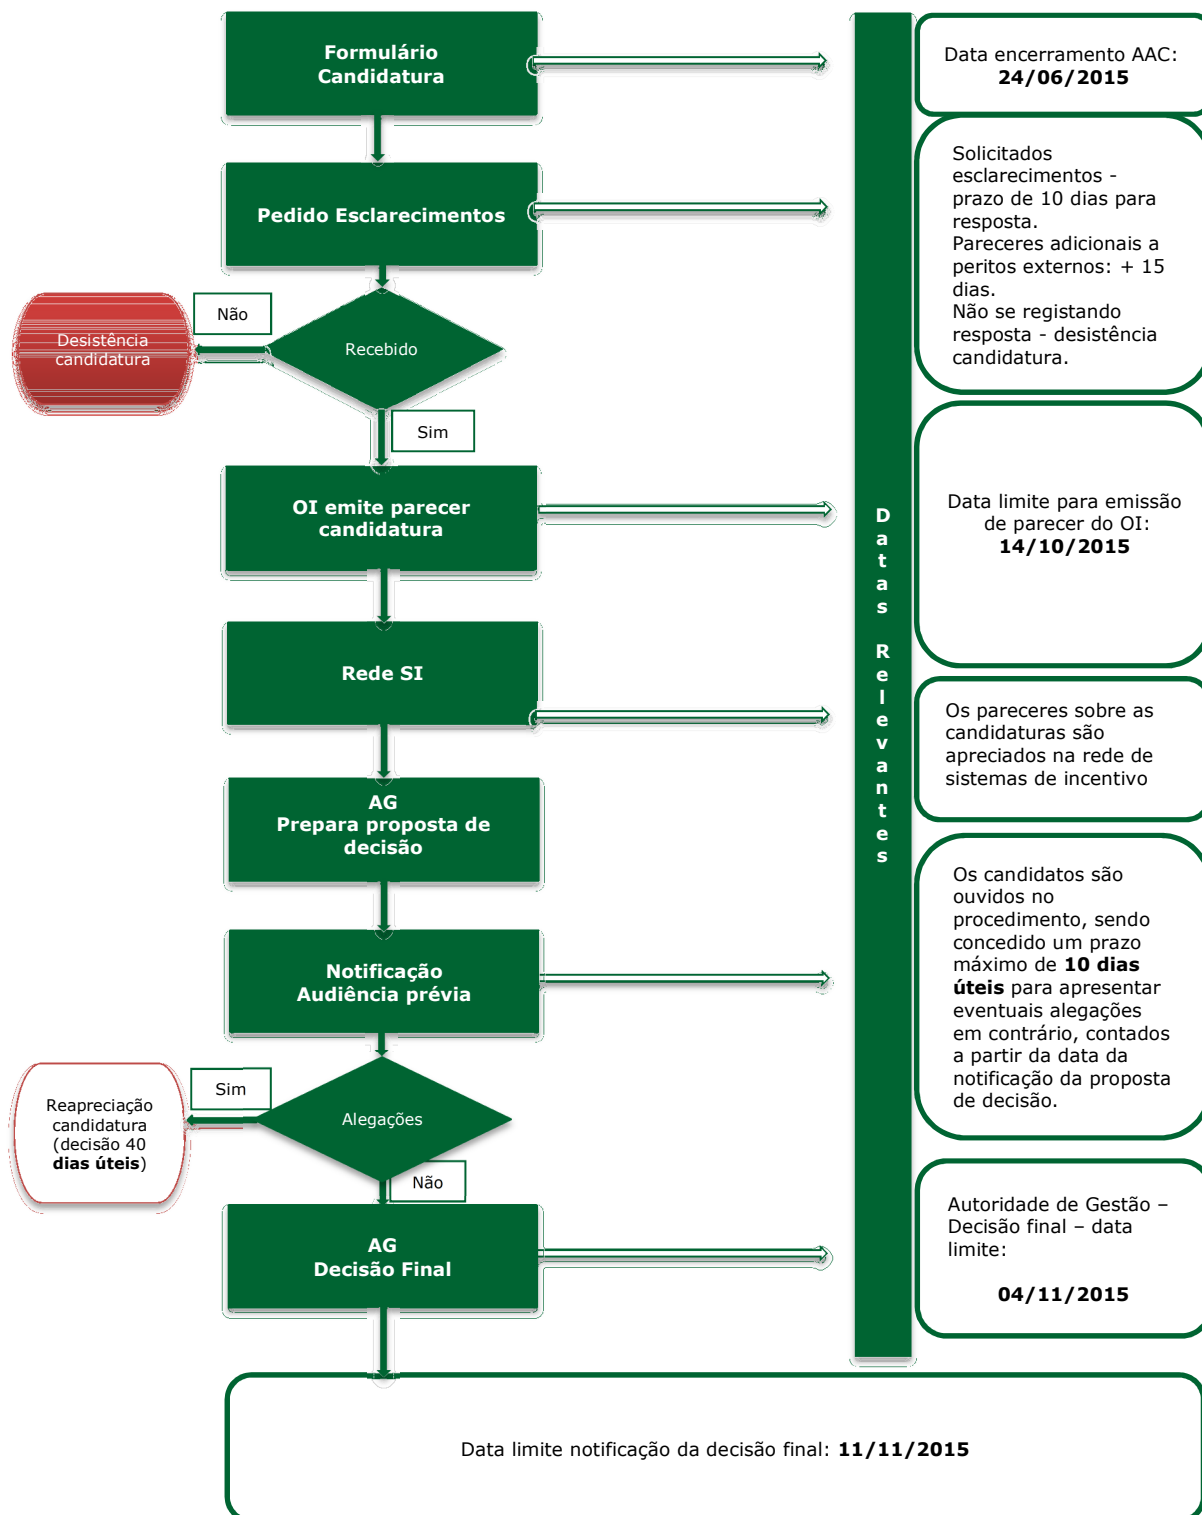 Formulário
Candidatura
Data encerramento AAC:
24/06/2015
Pedido Esclarecimentos
Solicitados
esclarecimentos -
prazo de 10 dias para
resposta.
Pareceres adicionais a
peritos externos: + 15
dias.
Não se registando
resposta - desistência
candidatura.
Não
Desistência
candidatura
Recebido
Sim
OI emite parecer
candidatura
Data limite para emissão
de parecer do OI:
14/10/2015
Datas Relevantes
Rede SI
Os pareceres sobre as
candidaturas são
apreciados na rede de
sistemas de incentivo
AG
Prepara proposta de
decisão
Notificação
Audiência prévia
Os candidatos são
ouvidos no
procedimento, sendo
concedido um prazo
máximo de 10 dias
úteis para apresentar
eventuais alegações
em contrário, contados
a partir da data da
notificação da proposta
de decisão.
Sim
Reapreciação
candidatura
(decisão 40
dias úteis)
Alegações
Não
AG
Decisão Final
Autoridade de Gestão –
Decisão final – data
limite:
04/11/2015
Data limite notificação da decisão final: 11/11/2015